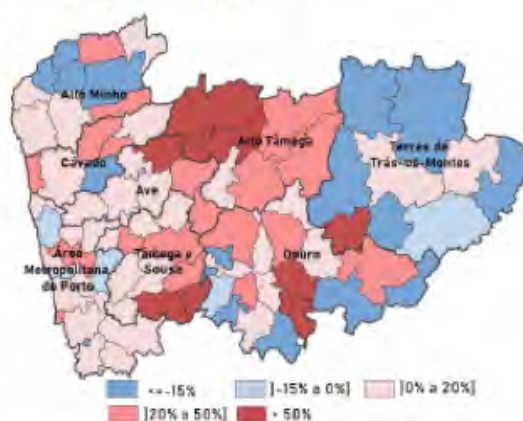 Alto Minho
Alto Tâmega
Terras de
Trás-os-Montes
Cávado
Ave
Área
Metropolitana
do Porto
Tâmega e
Sousa
Douro
<=-15%
]-15% a 0%]
]0% a 20%]
]20% a 50%]
> 50%